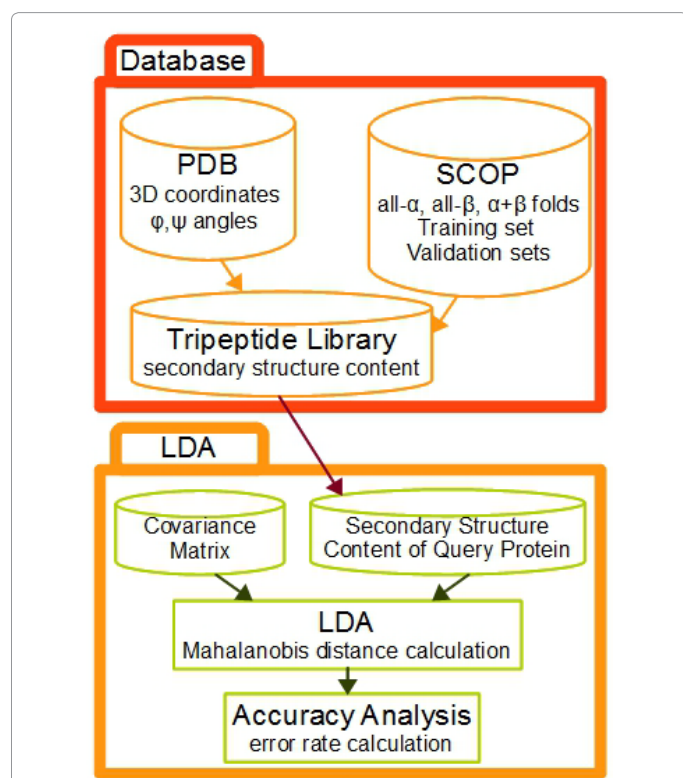 Database
PDB
3D coordinates
φ,ψ angles
SCOP
all-α, all-β, α+β folds
Training set
Validation sets
Tripeptide Library
secondary structure content
LDA
Covariance
Matrix
Secondary Structure
Content of Query Protein
LDA
Mahalanobis distance calculation
Accuracy Analysis
error rate calculation